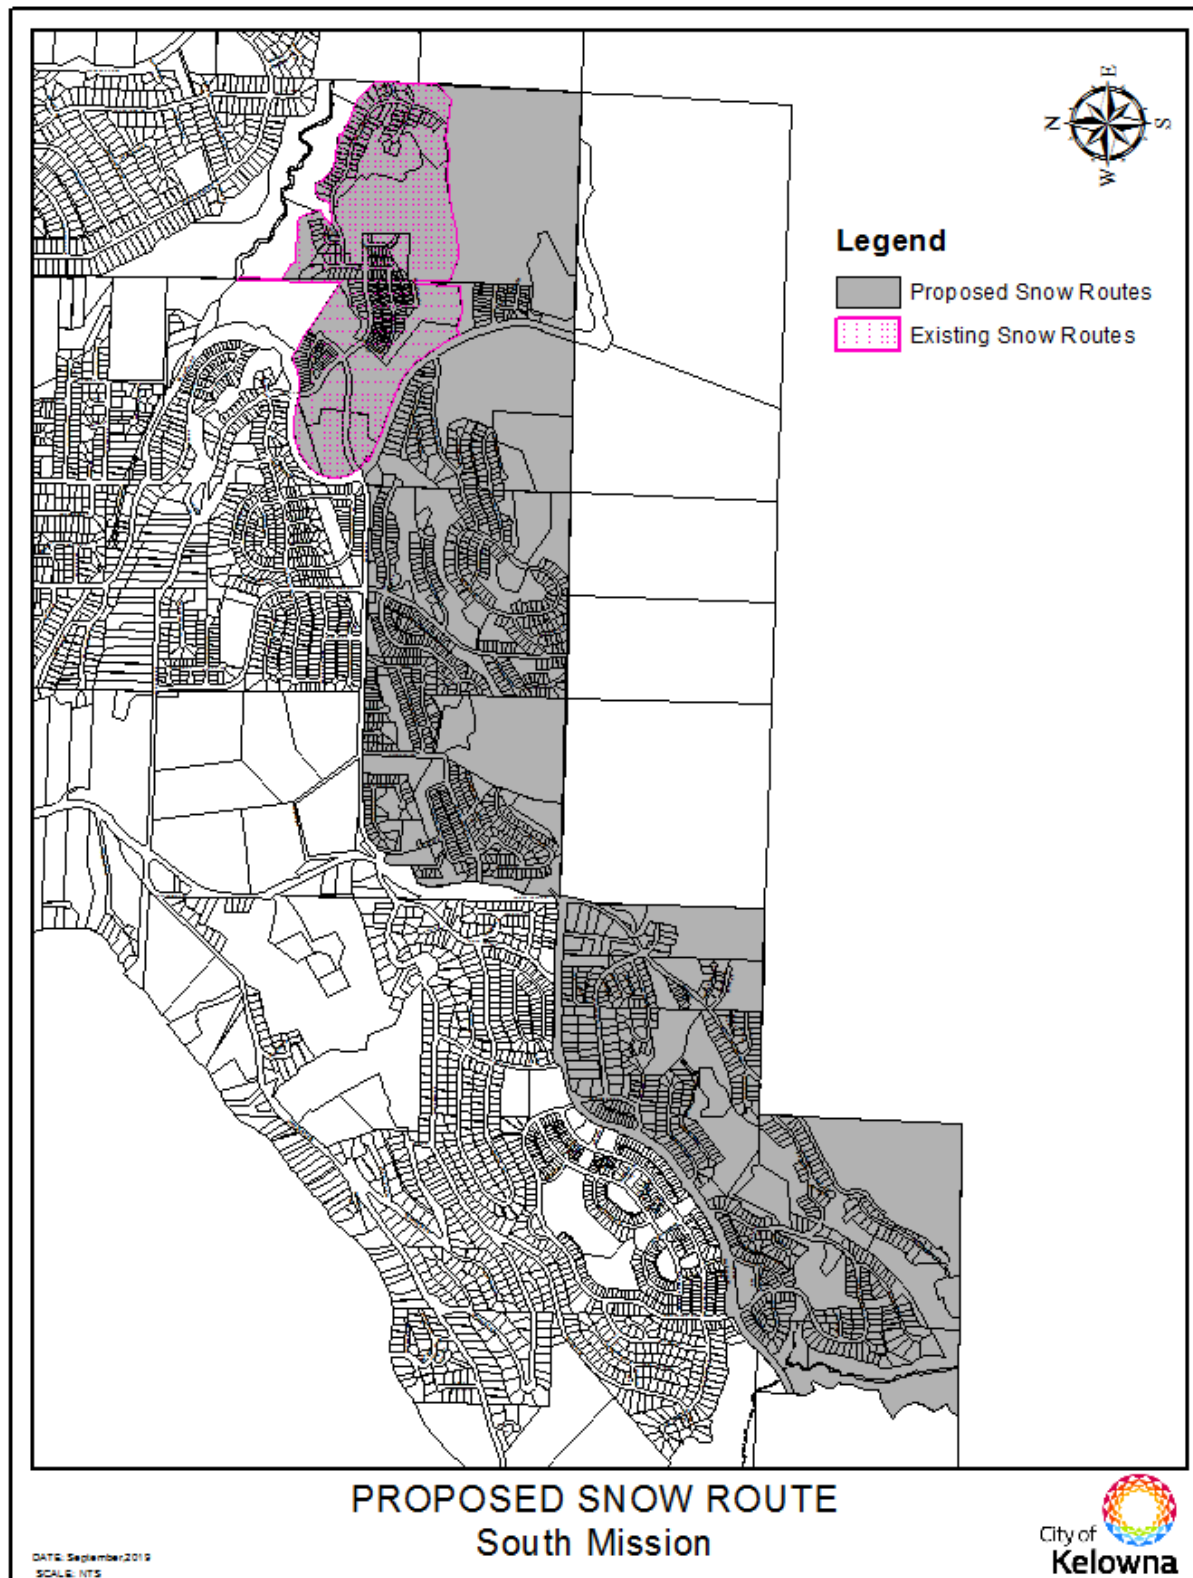 E
N
S
W
Legend
Proposed Snow Routes
Existing Snow Routes
PROPOSED SNOW ROUTE
South Mission
DATE: September,2019
SCALE: NTS
City of
Kelowna